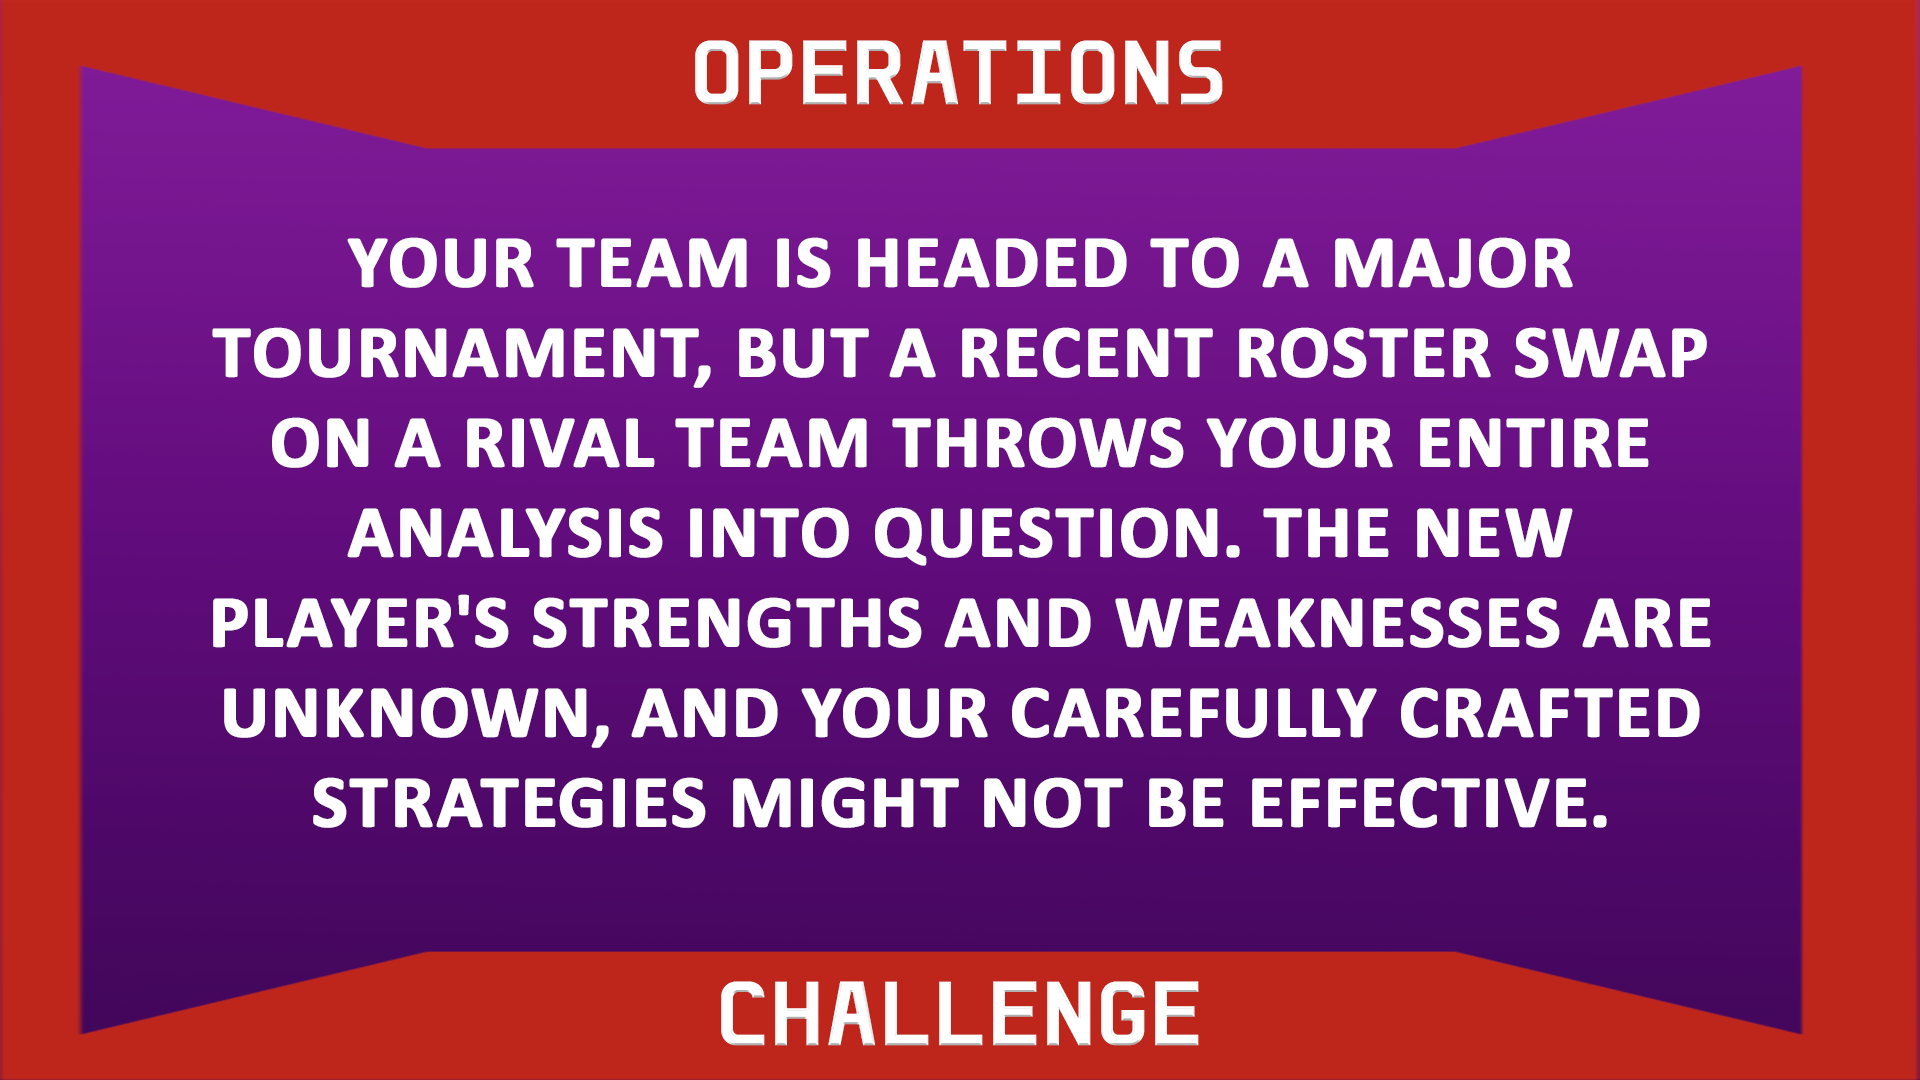 OPERATIONS
YOUR TEAM IS HEADED TO A MAJOR
TOURNAMENT, BUT A RECENT ROSTER SWAP
ON A RIVAL TEAM THROWS YOUR ENTIRE
ANALYSIS INTO QUESTION. THE NEW
PLAYER'S STRENGTHS AND WEAKNESSES ARE
UNKNOWN, AND YOUR CAREFULLY CRAFTED
STRATEGIES MIGHT NOT BE EFFECTIVE.
CHALLENGE